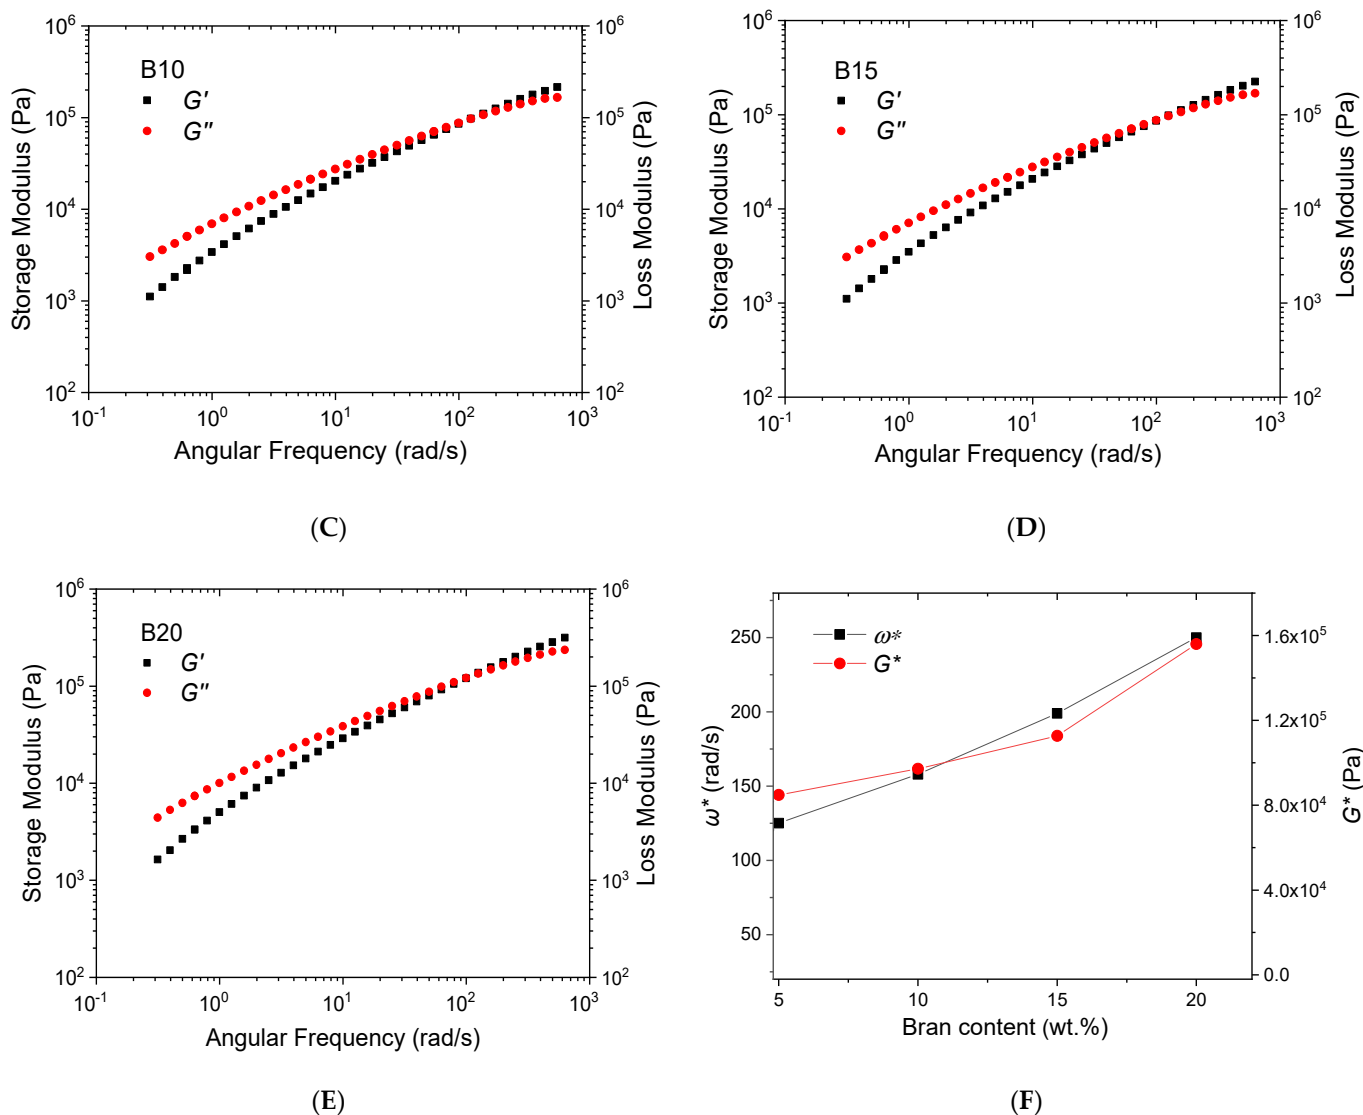 10⁶
10⁵
10⁴
10³
10²
10⁻¹
10⁰
10¹
10²
10³
10⁶
10⁵
10⁴
10³
10²
Storage Modulus (Pa)
Loss Modulus (Pa)
Angular Frequency (rad/s)
B10
G'
G''
(C)
10⁶
10⁵
10⁴
10³
10²
10⁻¹
10⁰
10¹
10²
10³
10⁶
10⁵
10⁴
10³
10²
Storage Modulus (Pa)
Loss Modulus (Pa)
Angular Frequency (rad/s)
B15
G'
G''
(D)
10⁶
10⁵
10⁴
10³
10²
10⁻¹
10⁰
10¹
10²
10³
10⁶
10⁵
10⁴
10³
10²
Storage Modulus (Pa)
Loss Modulus (Pa)
Angular Frequency (rad/s)
B20
G'
G''
(E)
250
200
150
100
50
5
10
15
20
1.6x10⁵
1.2x10⁵
8.0x10⁴
4.0x10⁴
0.0
ω* (rad/s)
G* (Pa)
Bran content (wt.%)
ω*
G*
(F)